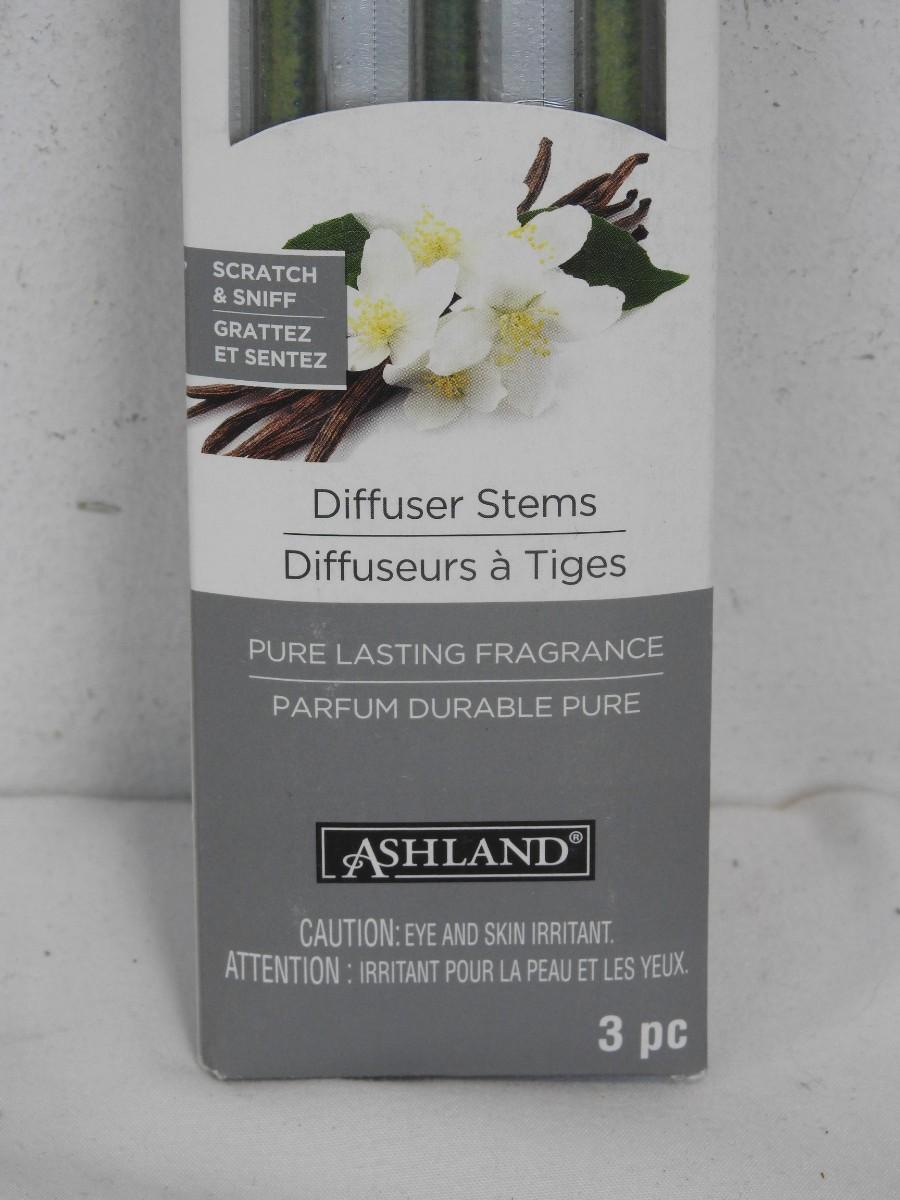 SCRATCH
& SNIFF
GRATTEZ
ET SENTEZ
Diffuser Stems
Diffuseurs à Tiges
PURE LASTING FRAGRANCE
PARFUM DURABLE PURE
ASHLAND®
CAUTION: EYE AND SKIN IRRITANT.
ATTENTION : IRRITANT POUR LA PEAU ET LES YEUX.
3 pc